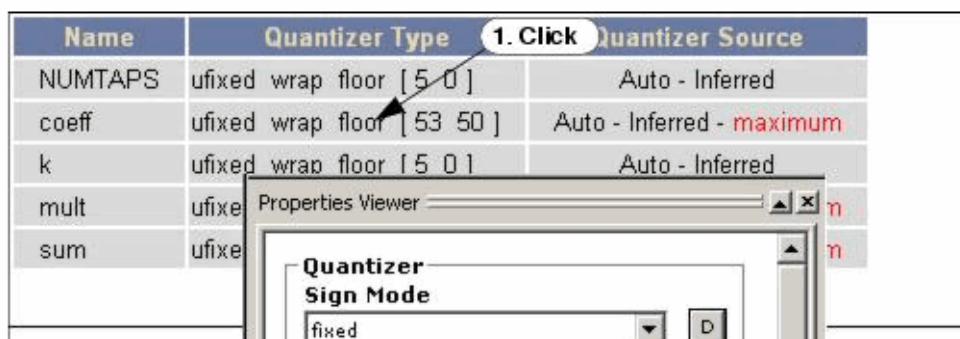 Name Quantizer Type 1. Click Quantizer Source
NUMTAPS ufixed wrap floor [ 5 0 ] Auto - Inferred
coeff ufixed wrap floor [ 53 50 ] Auto - Inferred - maximum
k ufixed wrap floor [ 5 0 ] Auto - Inferred
mult
sum
Properties Viewer
Quantizer
Sign Mode
fixed D